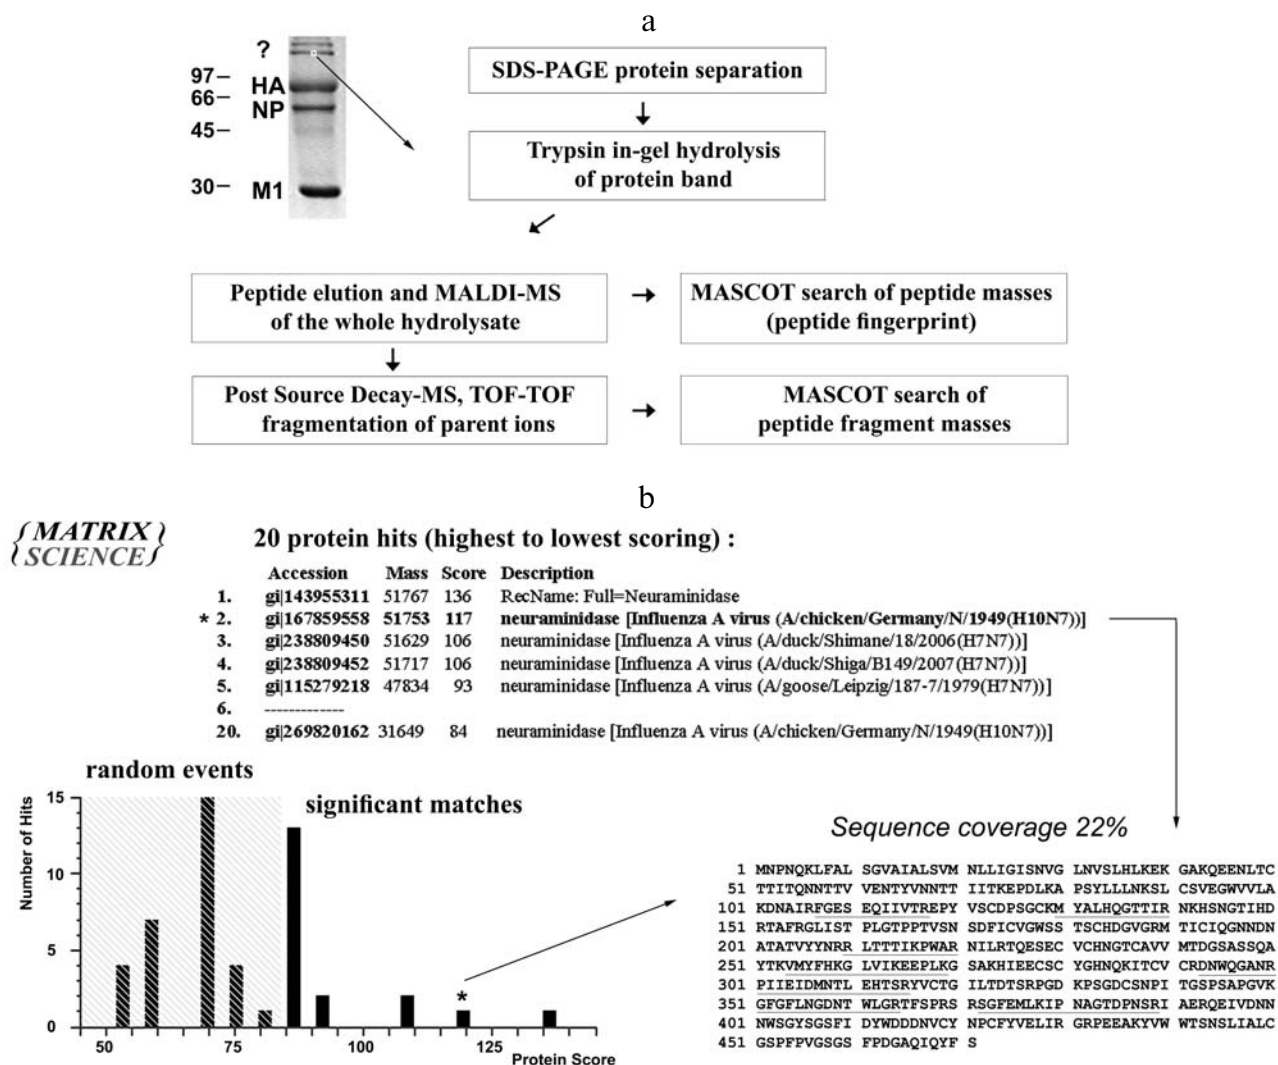 a
?
97
HA
66
NP
45
30
M1
SDS-PAGE protein separation
Trypsin in-gel hydrolysis
of protein band
Peptide elution and MALDI-MS
of the whole hydrolysate
MASCOT search of peptide masses
(peptide fingerprint)
Post Source Decay-MS, TOF-TOF
fragmentation of parent ions
MASCOT search of
peptide fragment masses
b
{MATRIX}
{SCIENCE}
20 protein hits (highest to lowest scoring) :
Accession Mass Score Description
1. gi|143955311 51767 136 RecName: Full=Neuraminidase
* 2. gi|167859558 51753 117 neuraminidase [Influenza A virus (A/chicken/Germany/N/1949(H10N7))]
3. gi|238809450 51629 106 neuraminidase [Influenza A virus (A/duck/Shimane/18/2006(H7N7))]
4. gi|238809452 51717 106 neuraminidase [Influenza A virus (A/duck/Shiga/B149/2007(H7N7))]
5. gi|115279218 47834 93 neuraminidase [Influenza A virus (A/goose/Leipzig/187-7/1979(H7N7))]
6. -------------
20. gi|269820162 31649 84 neuraminidase [Influenza A virus (A/chicken/Germany/N/1949(H10N7))]
random events
significant matches
Number of Hits
15
10
5
0
*
50 75 100 125
Protein Score
Sequence coverage 22%
1 MNPNQKLFAL SGVAIALSVM NLLIGISNVG LNVSLHLKEK GAKQEENLTC
51 TTITQNNTTV VENTYVNNTT IITKEPDLKA PSYLLLNKSL CSVEGWVVLA
101 KDNAIRFGES EQIIVTREPY VSCDPSGCKM YALHQGTTIR NKHSNGTIHD
151 RTAFRGLIST PLGTPPTVSN SDFICVGWSS TSCHDGVGRM TICIQGNNDN
201 ATATVYYNRR LTTTIKPWAR NILRTQESEC VCHNGTCAVV MTDGSASSQA
251 YTKVMYFHKG LVIKEEPLKG SAKHIEECSC YGHNQKITCV CRDNWQGANR
301 PIIEIDMNTL EHTSRYVCTG ILTDTSRPGD KPSGDCSNPI TGSPSAPGVK
351 GFGFLNGDNT WLGRTFSPRS RSGFEMLKIP NAGTDPNSRI AERQEIVDNN
401 NWSGYSGSFI DYWDDDNVCY NPCFYVELIR GRPEEAKYVW WTSNSLIALC
451 GSPFPVGSGS FPDGAQIQYF S